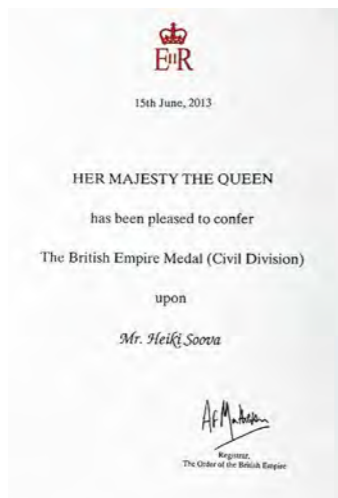 EIIR
15th June, 2013
HER MAJESTY THE QUEEN
has been pleased to confer
The British Empire Medal (Civil Division)
upon
Mr. Heiki Soova
Registrar,
The Order of the British Empire